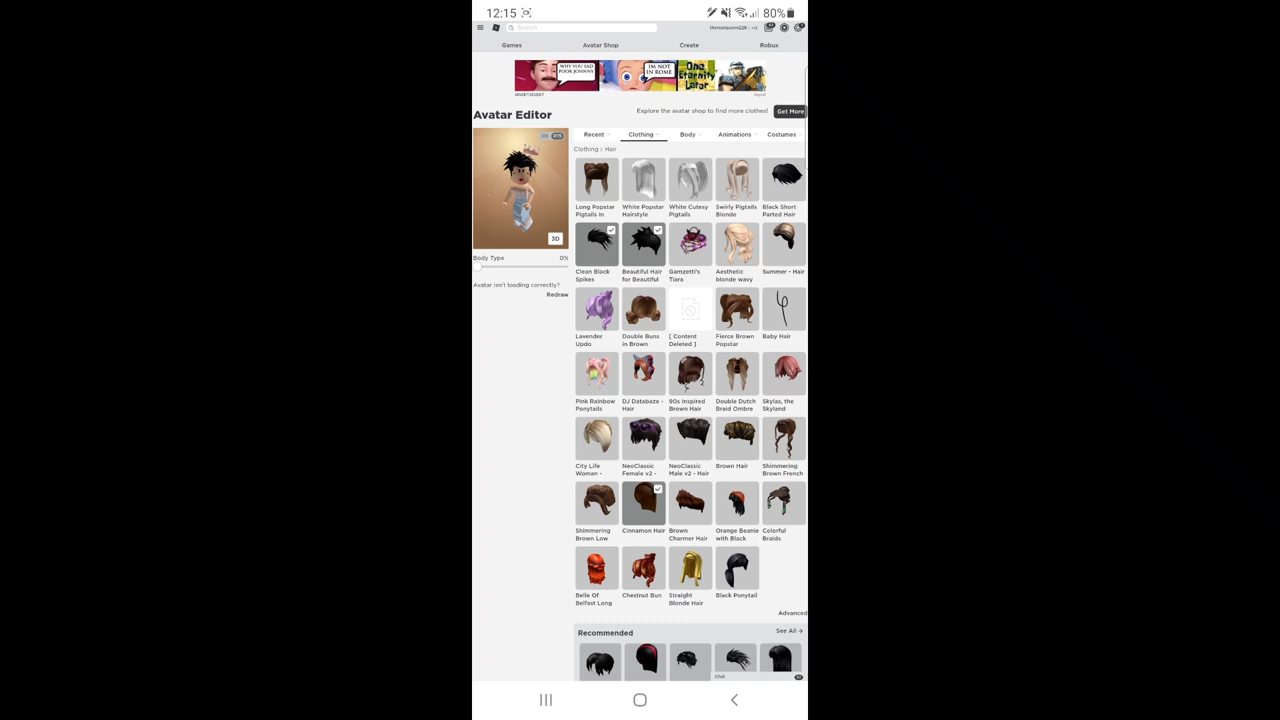 12:15
80%
Search
Games
Avatar Shop
Create
Robux
WHY YOU SAD
POOR JOHNNY
I'M NOT
IN ROME
One
Eternity
Later
ADVERTISEMENT
Avatar Editor
Explore the avatar shop to find more clothes!
Get More
R6 R15
Recent
Clothing
Body
Animations
Costumes
Clothing > Hair
3D
Body Type 0%
Avatar isn't loading correctly?
Redraw
Long Popstar
Pigtails in
White Popstar
Hairstyle
White Cutesy
Pigtails
Swirly Pigtails
Blonde
Black Short
Parted Hair
Clean Black
Spikes
Beautiful Hair
for Beautiful
Gamzetti's
Tiara
Aesthetic
blonde wavy
Summer - Hair
Lavender
Updo
Double Buns
in Brown
[ Content
Deleted ]
Fierce Brown
Popstar
Baby Hair
Pink Rainbow
Ponytails
DJ Databaze -
Hair
90s Inspired
Brown Hair
Double Dutch
Braid Ombre
Skylas, the
Skyland
City Life
Woman -
NeoClassic
Female v2 -
NeoClassic
Male v2 - Hair
Brown Hair
Shimmering
Brown French
Shimmering
Brown Low
Cinnamon Hair
Brown
Charmer Hair
Orange Beanie
with Black
Colorful
Braids
Belle Of
Belfast Long
Chestnut Bun
Straight
Blonde Hair
Black Ponytail
Advanced
Recommended
See All →
Chat